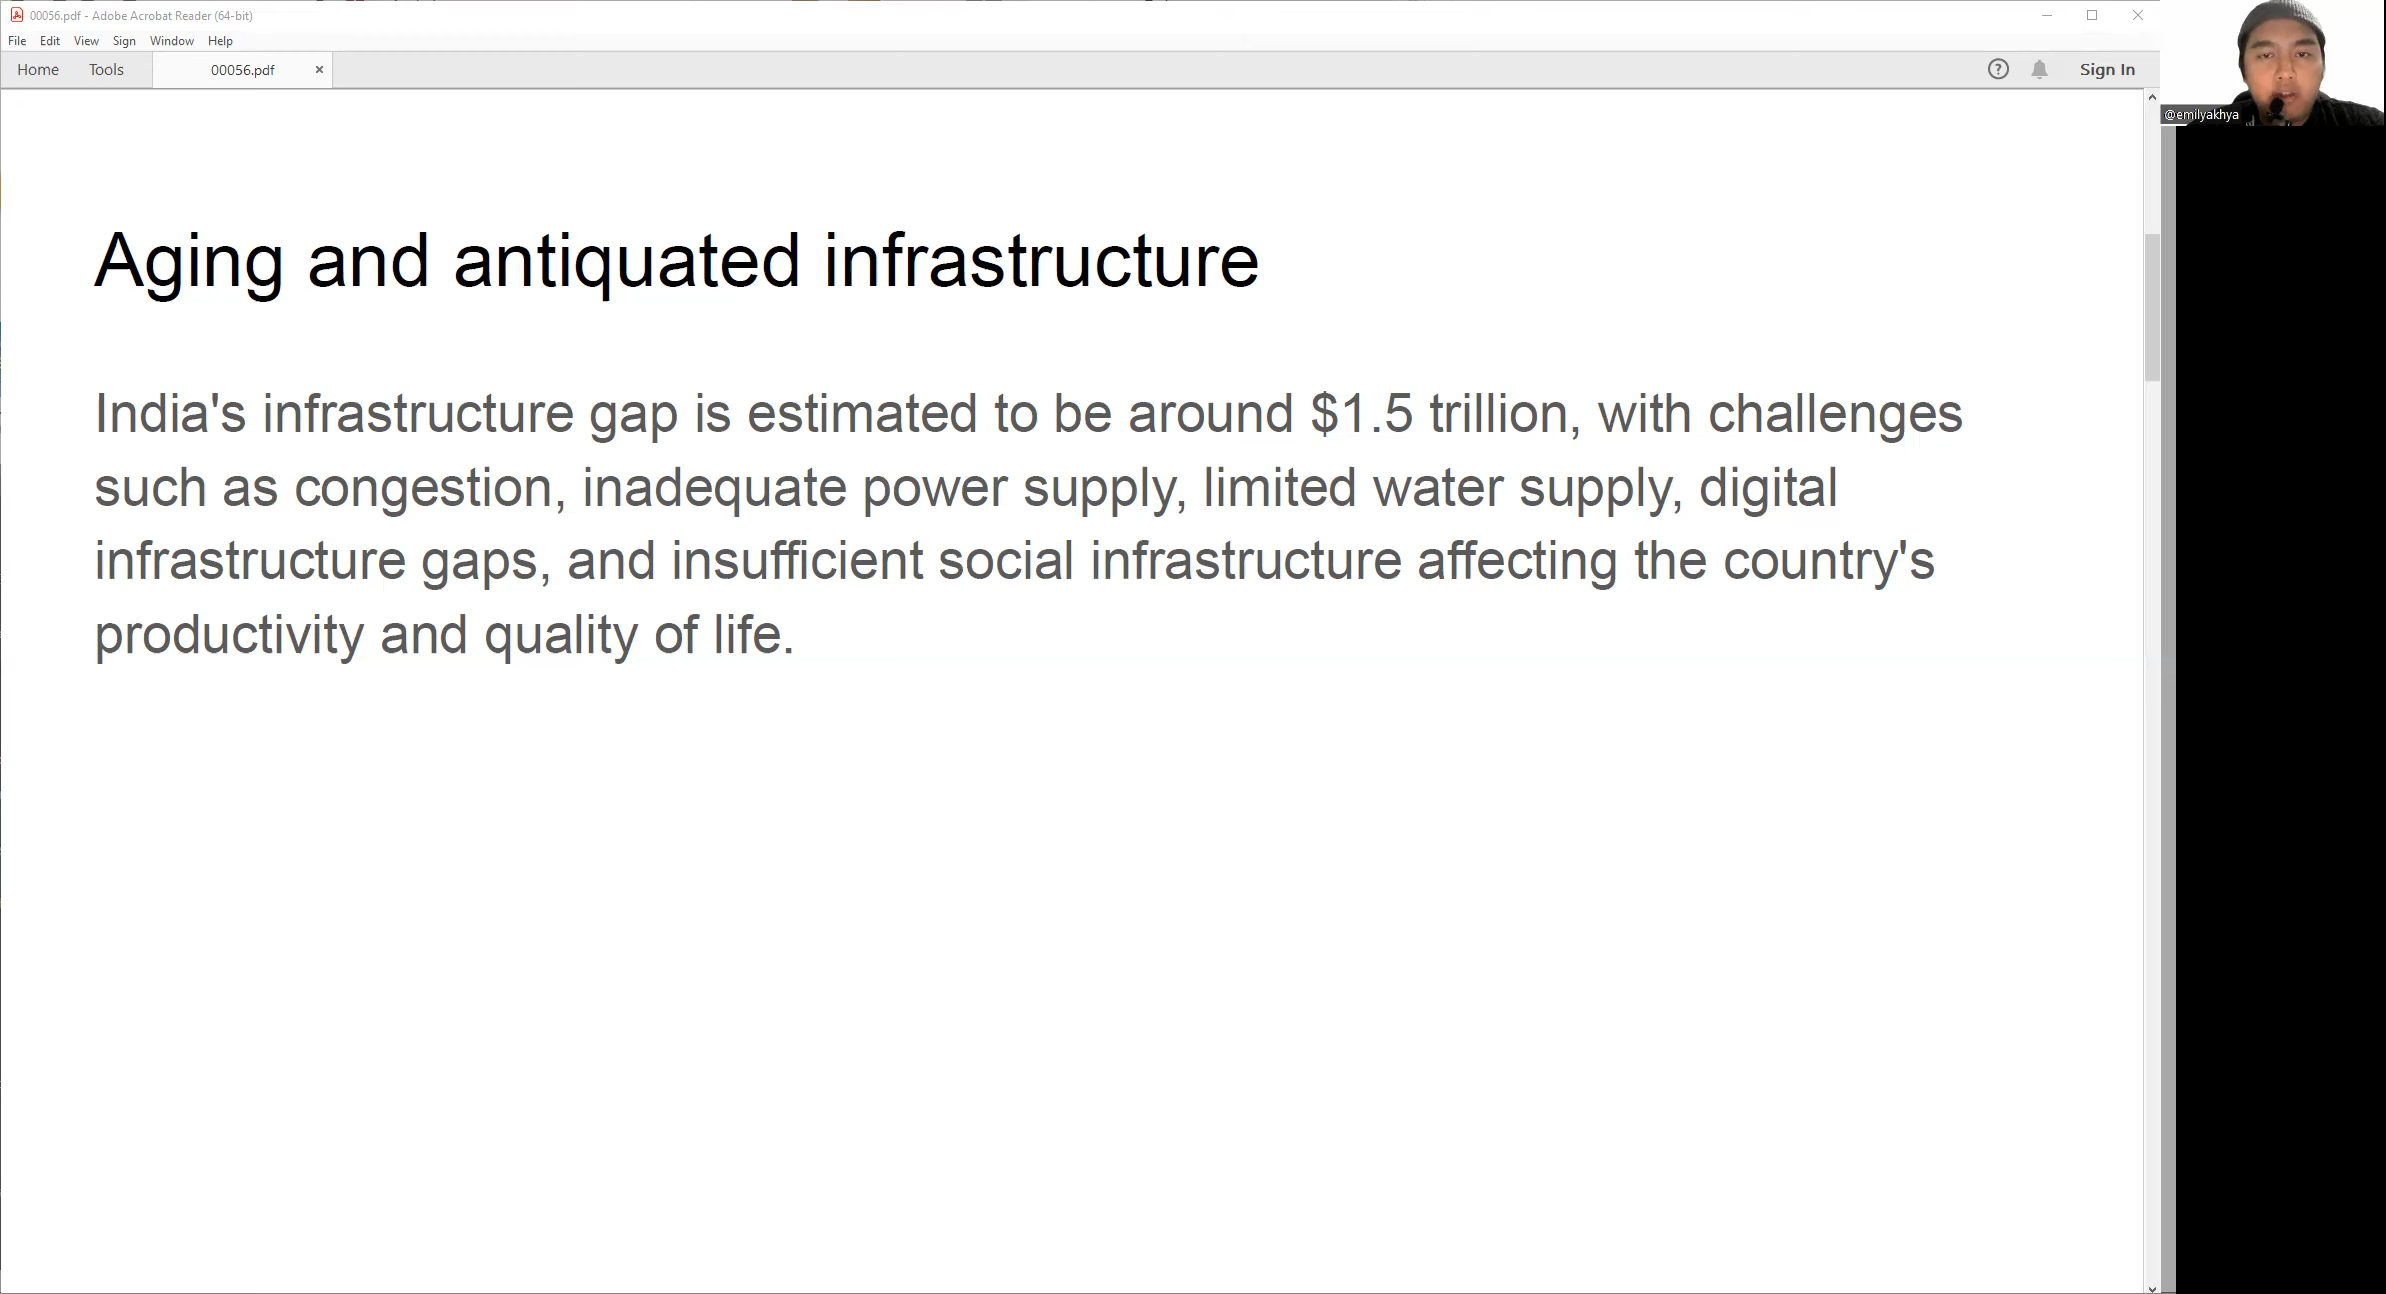 00056.pdf - Adobe Acrobat Reader (64-bit)
File Edit View Sign Window Help
Home Tools 00056.pdf × ? Sign In
@emilyakhya
Aging and antiquated infrastructure
India's infrastructure gap is estimated to be around $1.5 trillion, with challenges
such as congestion, inadequate power supply, limited water supply, digital
infrastructure gaps, and insufficient social infrastructure affecting the country's
productivity and quality of life.